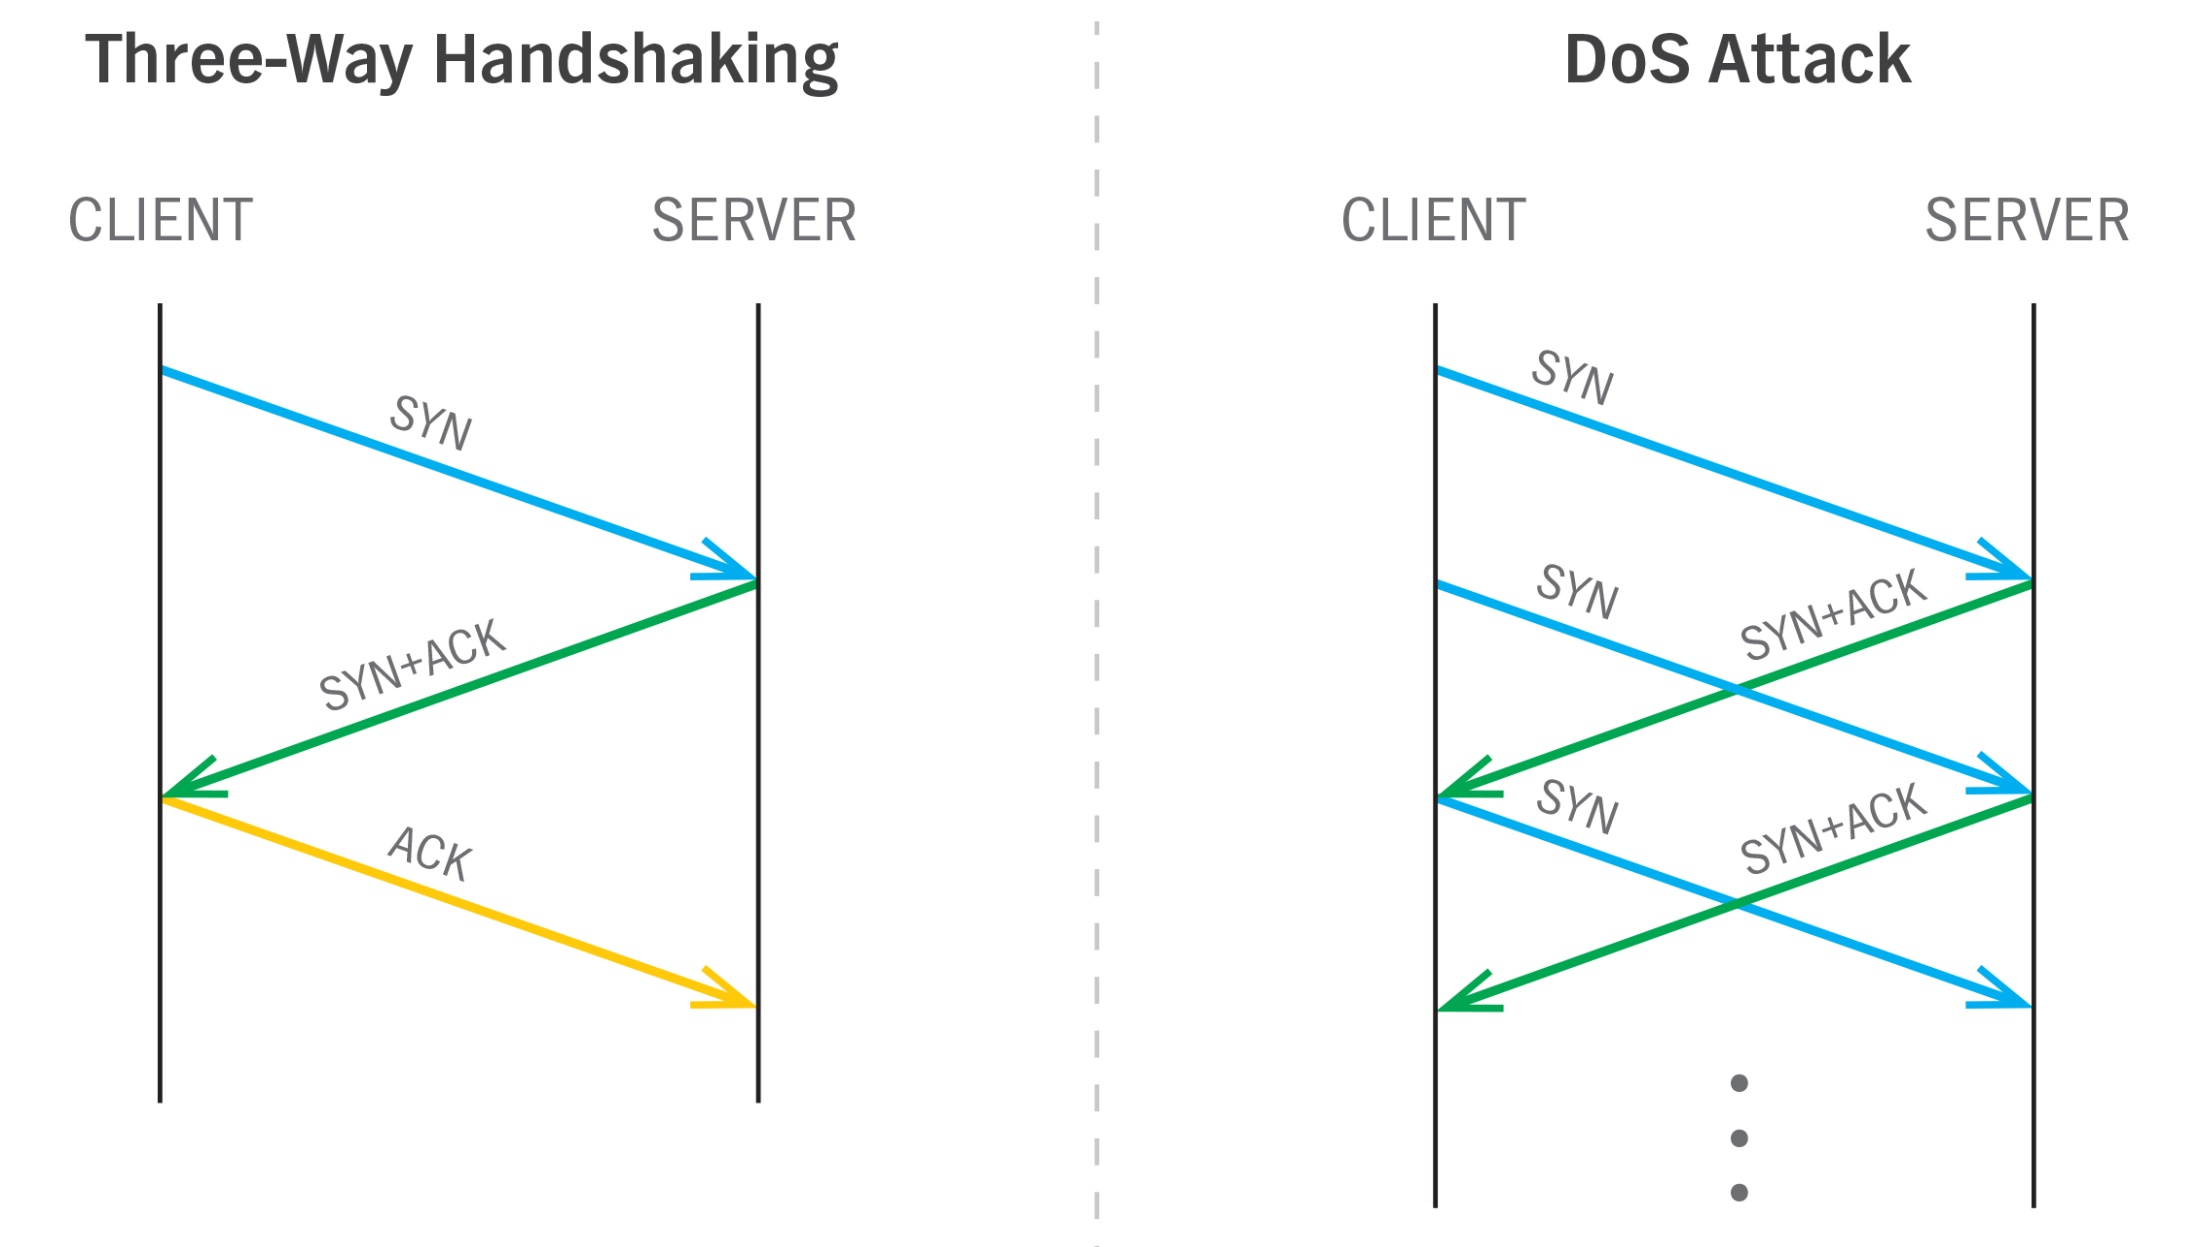 Three-Way Handshaking
CLIENT
SERVER
SYN
SYN+ACK
ACK
DoS Attack
CLIENT
SERVER
SYN
SYN
SYN+ACK
SYN
SYN+ACK